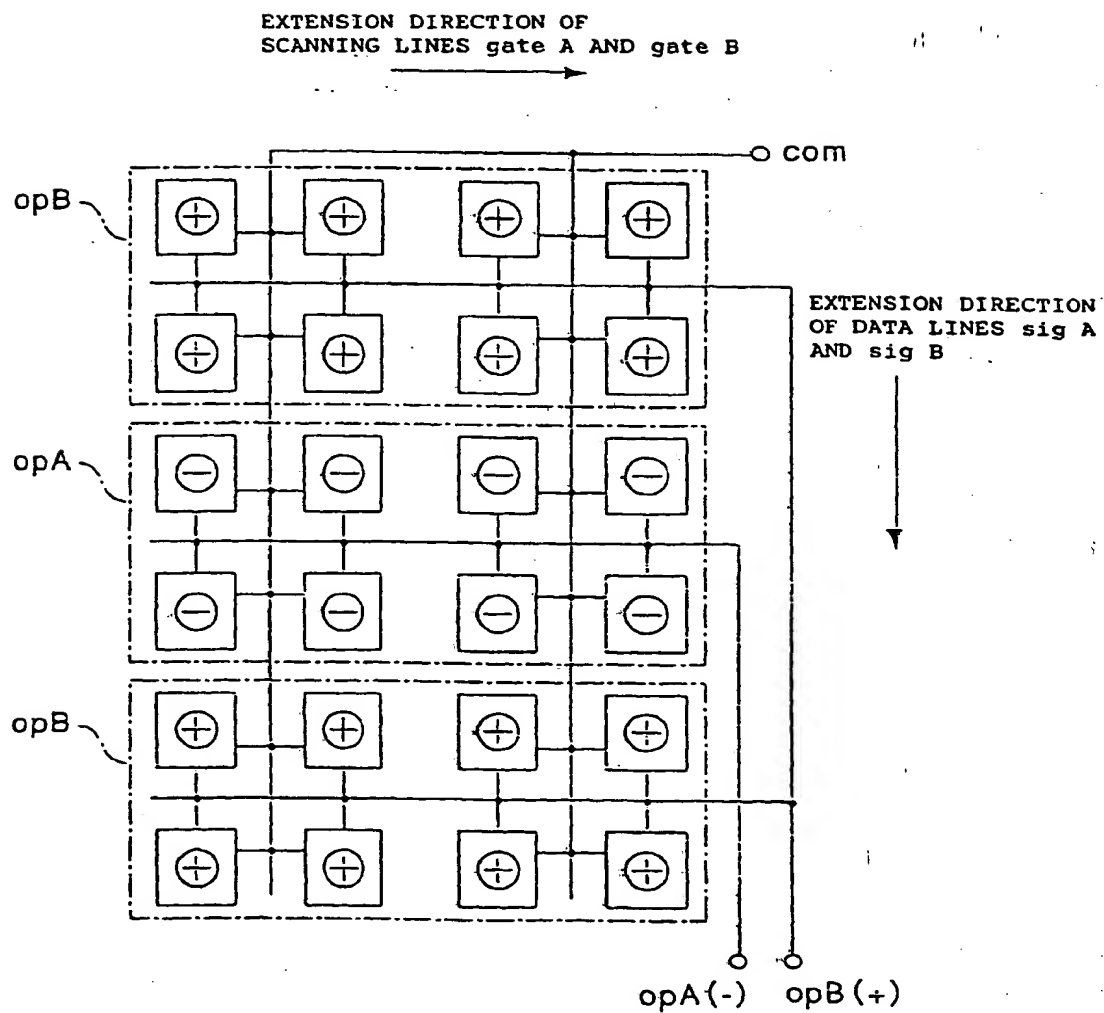 EXTENSION DIRECTION OF
SCANNING LINES gate A AND gate B
com
opB
EXTENSION DIRECTION
OF DATA LINES sig A
AND sig B
opA
opB
opA(-) opB(+)